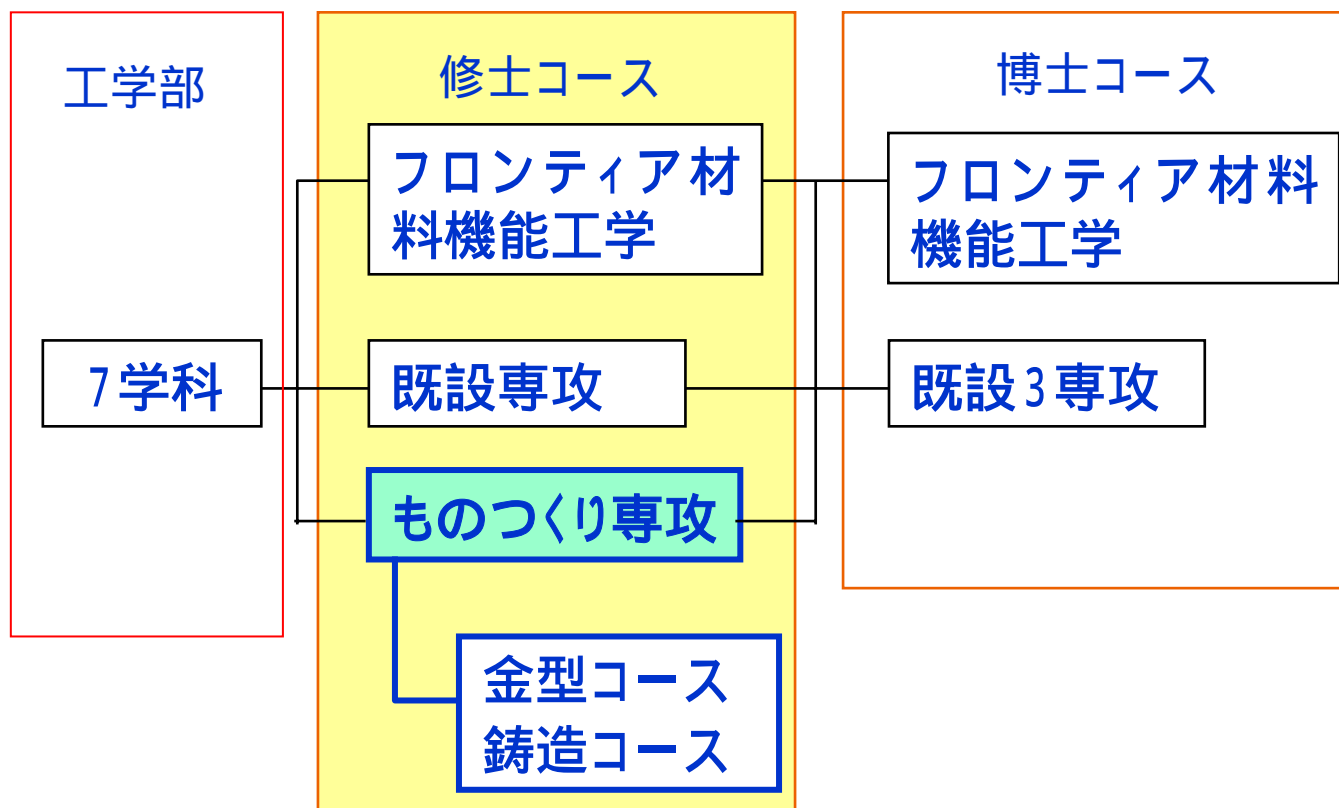 工学部
修士コース
博士コース
フロンティア材
料機能工学
フロンティア材料
機能工学
7学科
既設専攻
既設3専攻
ものつくり専攻
金型コース
鋳造コース